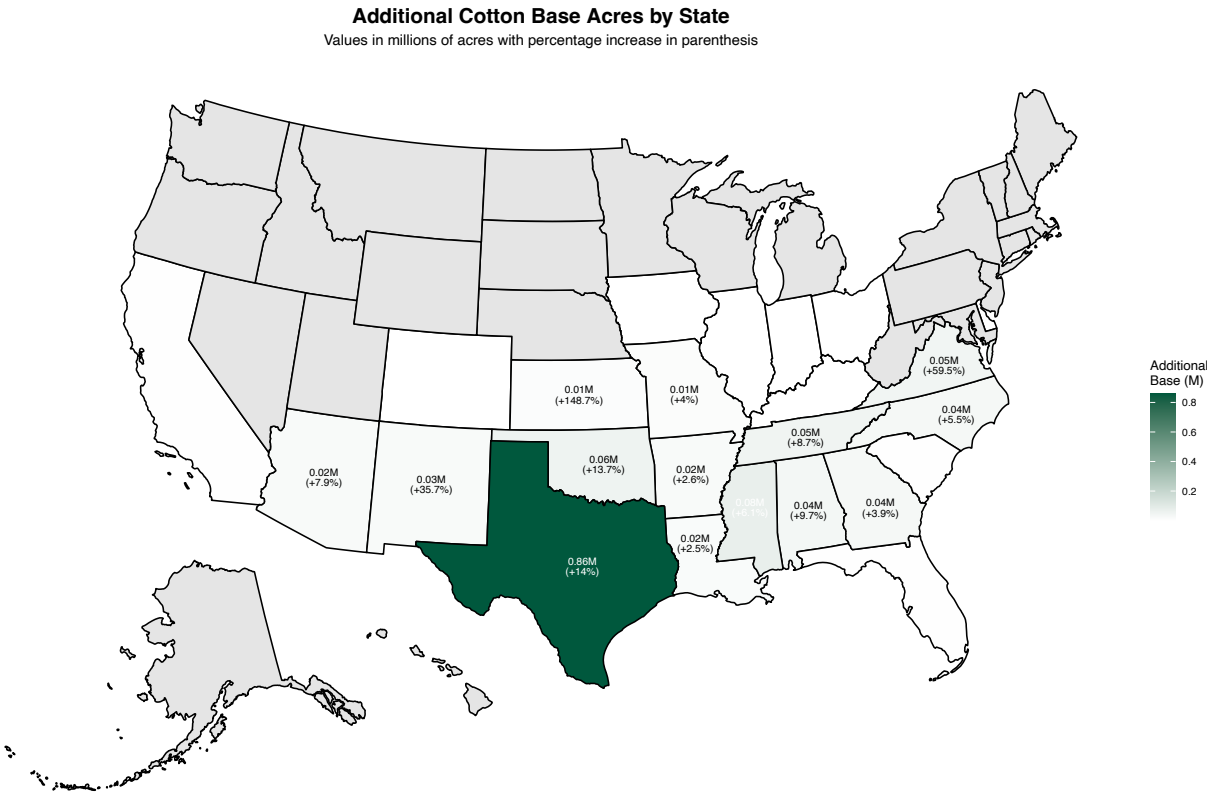 Additional Cotton Base Acres by State
Values in millions of acres with percentage increase in parenthesis
0.05M
(+59.5%)
0.01M
(+148.7%)
0.01M
(+4%)
0.04M
(+5.5%)
0.05M
(+8.7%)
0.06M
(+13.7%)
0.02M
(+7.9%)
0.03M
(+35.7%)
0.02M
(+2.6%)
0.04M
(+9.7%)
0.04M
(+3.9%)
0.02M
(+2.5%)
0.86M
(+14%)
Additional
Base (M)
0.8
0.6
0.4
0.2